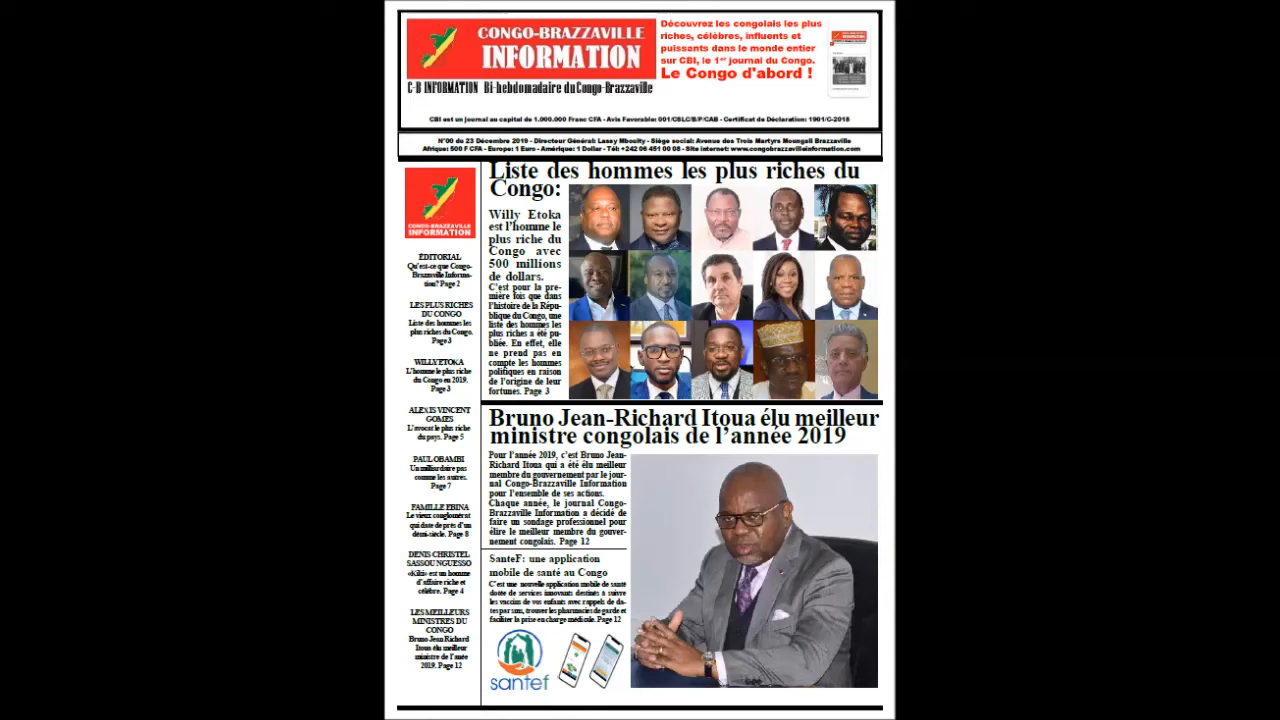 CONGO-BRAZZAVILLE
INFORMATION
C-B INFORMATION Bi-hebdomadaire du Congo-Brazzaville
Découvrez les congolais les plus
riches, célèbres, influents et
puissants dans le monde entier
sur CBI, le 1er journal du Congo.
Le Congo d'abord !
CBI est un journal au capital de 1.000.000 Franc CFA - Avis Favorable: 001/CSLC/B/P/CAB - Certificat de Déclaration: 1901/C-2018
N°00 du 23 Décembre 2019 - Directeur Général: Lassy Mbouity - Siège social: Avenue des Trois Martyrs Moungali Brazzaville
Afrique: 500 F CFA - Europe: 1 Euro - Amérique: 1 Dollar - Tél: +242 06 451 00 08 - Site internet: www.congobrazzavilleinformation.com
CONGO-BRAZZAVILLE
INFORMATION
ÉDITORIAL
Qu'est-ce que Congo-
Brazzaville Informa-
tion? Page 2
LES PLUS RICHES
DU CONGO
Liste des hommes les
plus riches du Congo.
Page 3
WILLY ETOKA
L'homme le plus riche
du Congo en 2019.
Page 3
ALEXIS VINCENT
GOMES
L'avocat le plus riche
du pays. Page 5
PAUL OBAMBI
Un milliardaire pas
comme les autres.
Page 7
FAMILLE EBINA
Le vieux conglomérat
qui date de près d'un
demi-siècle. Page 8
DENIS CHRISTEL
SASSOU NGUESSO
«Kiki» est un homme
d'affaire riche et
célèbre. Page 4
LES MEILLEURS
MINISTRES DU
CONGO
Bruno Jean Richard
Itoua élu meilleur
ministre de l'anée
2019. Page 12
Liste des hommes les plus riches du
Congo:
Willy Etoka
est l'homme le
plus riche du
Congo avec
500 millions
de dollars.
C'est pour la pre-
mière fois que dans
l'histoire de la Répu-
blique du Congo, une
liste des hommes les
plus riches a été pu-
bliée. En effet, elle
ne prend pas en
compte les hommes
politiques en raison
de l'origine de leur
fortunes. Page 3
Bruno Jean-Richard Itoua élu meilleur
ministre congolais de l'année 2019
Pour l'année 2019, c'est Bruno Jean-
Richard Itoua qui a été élu meilleur
membre du gouvernement par le jour-
nal Congo-Brazzaville Information
pour l'ensemble de ses actions.
Chaque année, le journal Congo-
Brazzaville Information a décidé de
faire un sondage professionnel pour
élire le meilleur membre du gouver-
nement congolais. Page 12
SanteF: une application
mobile de santé au Congo
C'est une nouvelle application mobile de santé
dotée de services innovants destinés à suivre
les vaccins de vos enfants avec rappels de da-
tes par sms, trouver les pharmacies de garde et
faciliter la prise en charge médicale. Page 12
santef